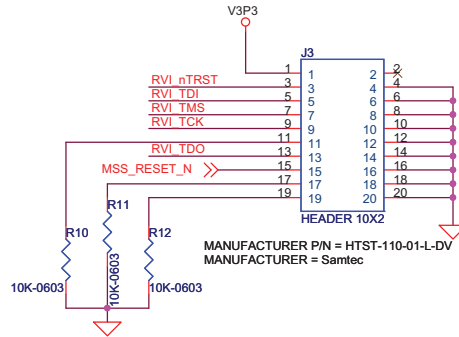 V3P3
J3
1 1 2 2
RVI_nTRST 3 3 4 4
RVI_TDI 5 5 6 6
RVI_TMS 7 7 8 8
RVI_TCK 9 9 10 10
11 11 12 12
RVI_TDO 13 13 14 14
MSS_RESET_N 15 15 16 16
17 17 18 18
19 19 20 20
HEADER 10X2
R10 R11 R12
MANUFACTURER P/N = HTST-110-01-L-DV
MANUFACTURER = Samtec
10K-0603 10K-0603 10K-0603